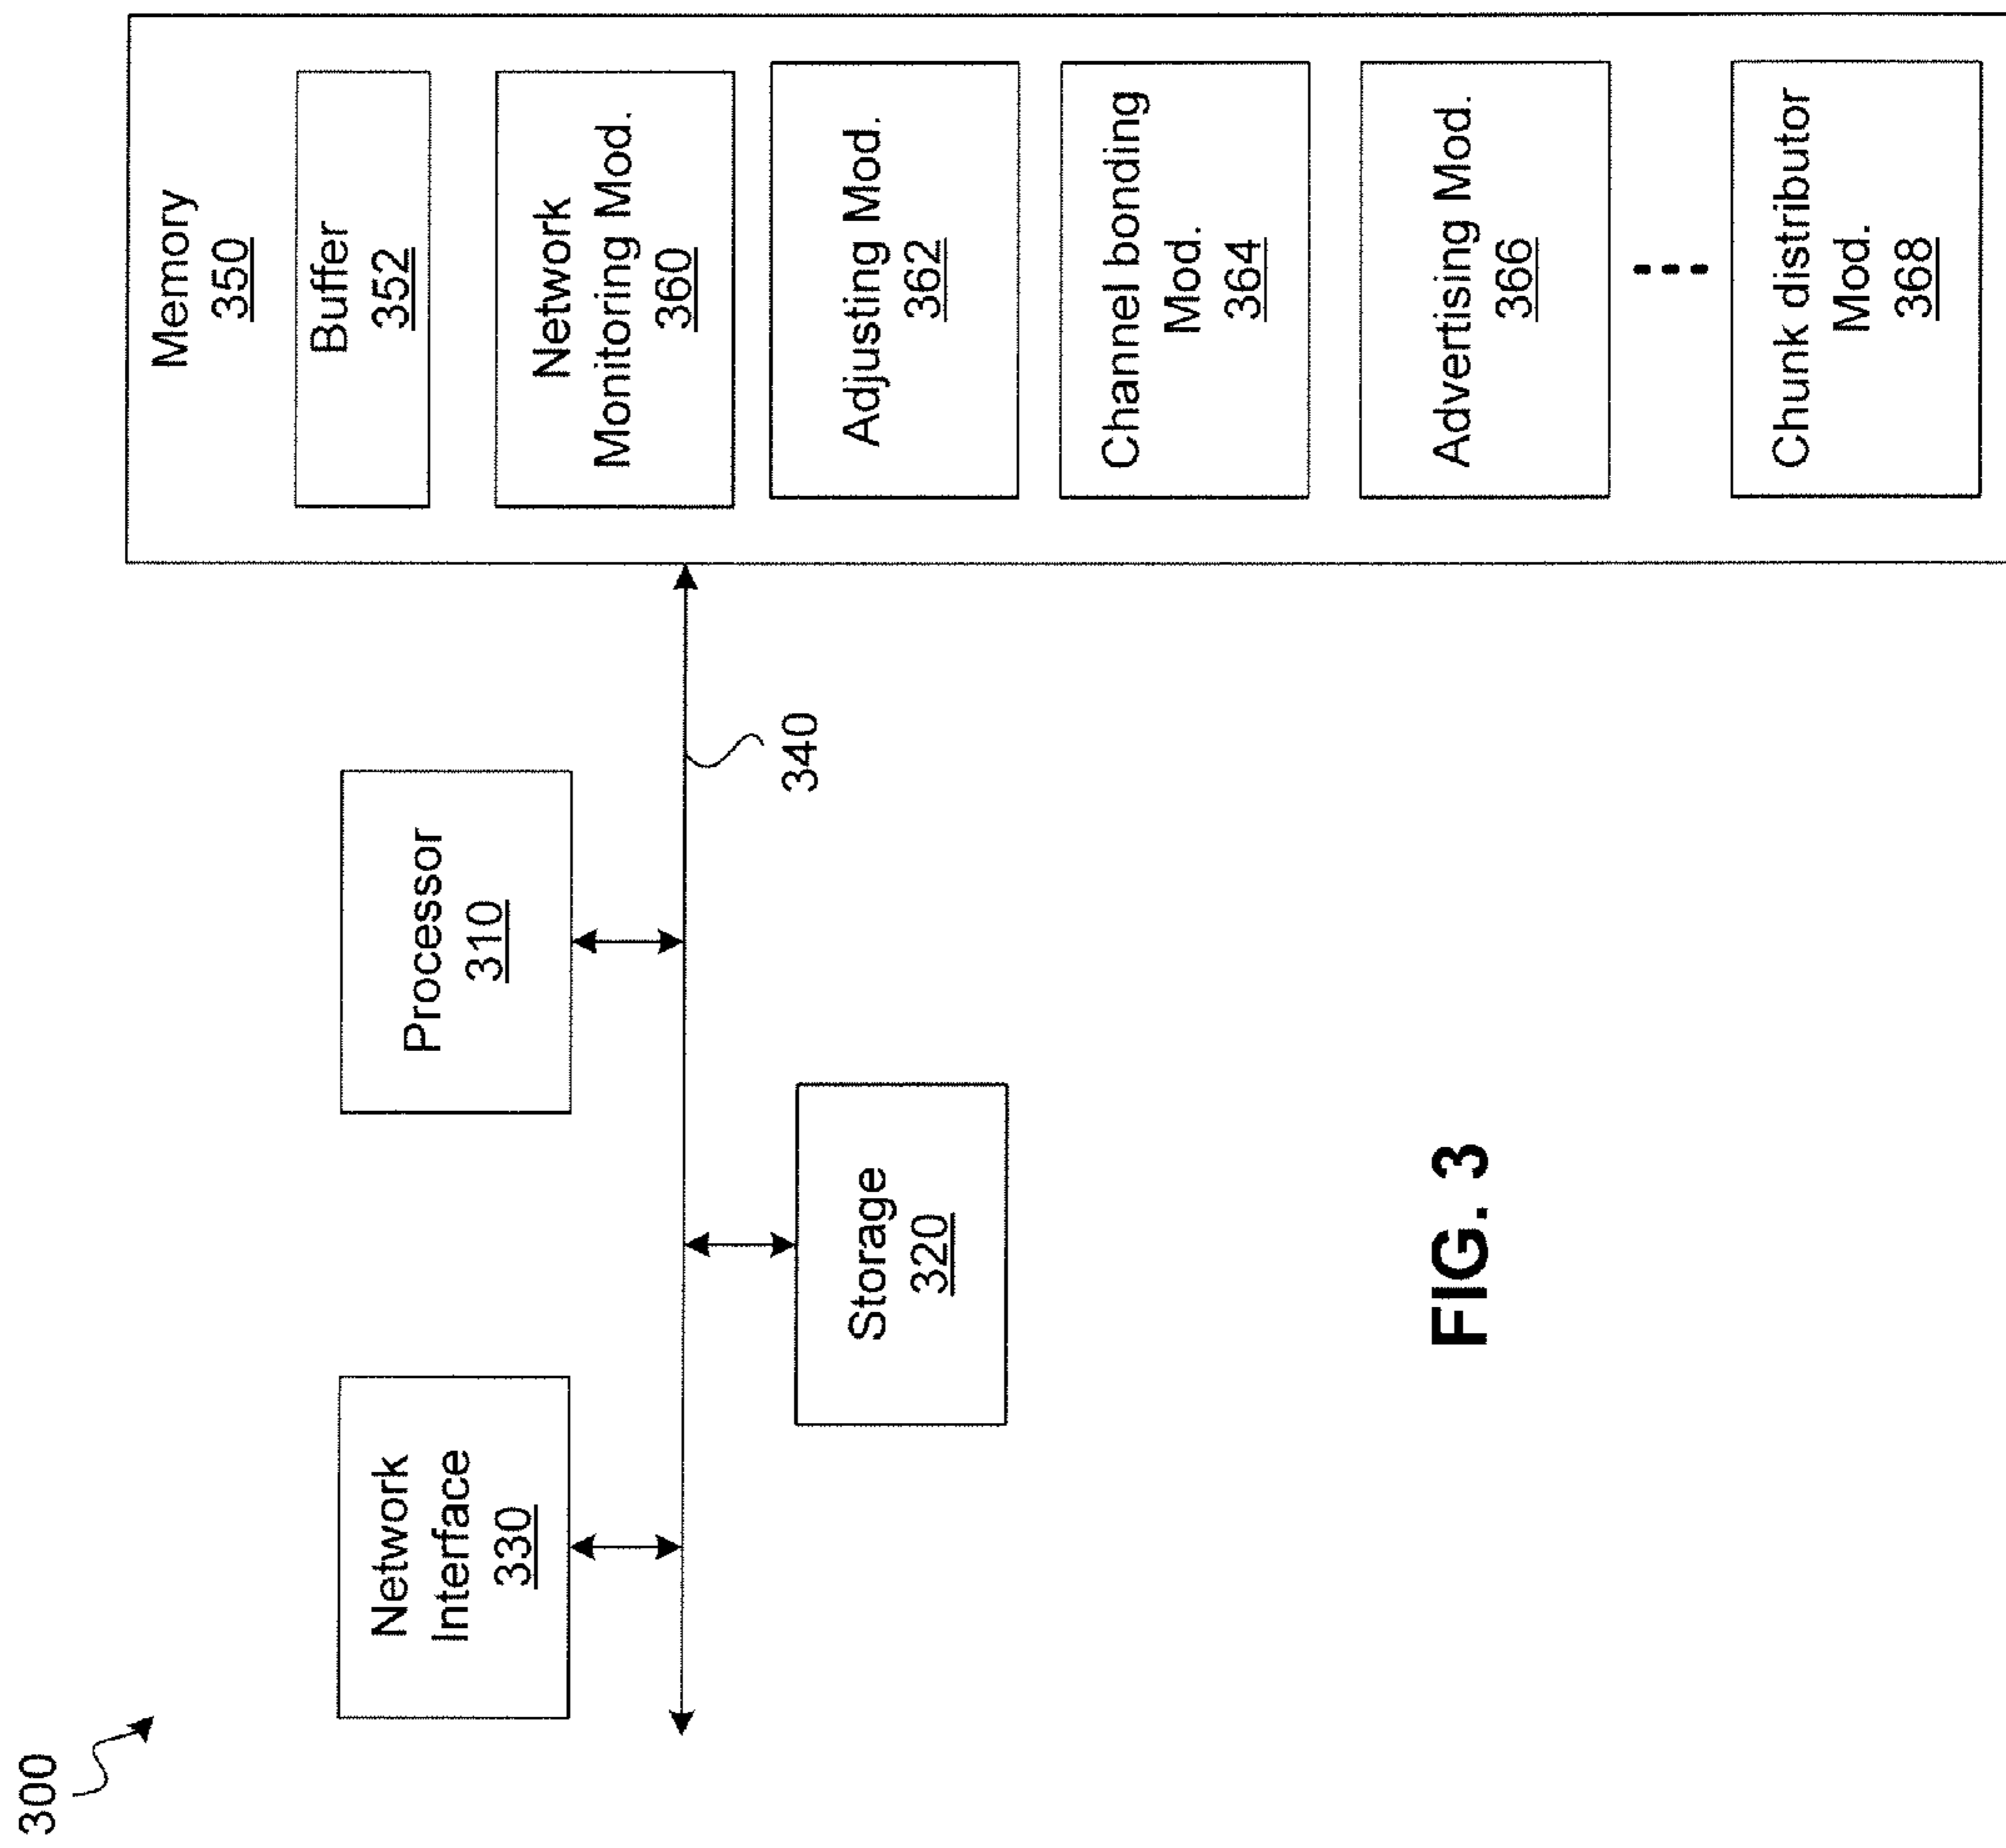 300
Network
Interface
330
Processor
310
Storage
320
340
Memory
350
Buffer
352
Network
Monitoring Mod.
360
Adjusting Mod.
362
Channel bonding
Mod.
364
Advertising Mod.
366
Chunk distributor
Mod.
368
FIG. 3